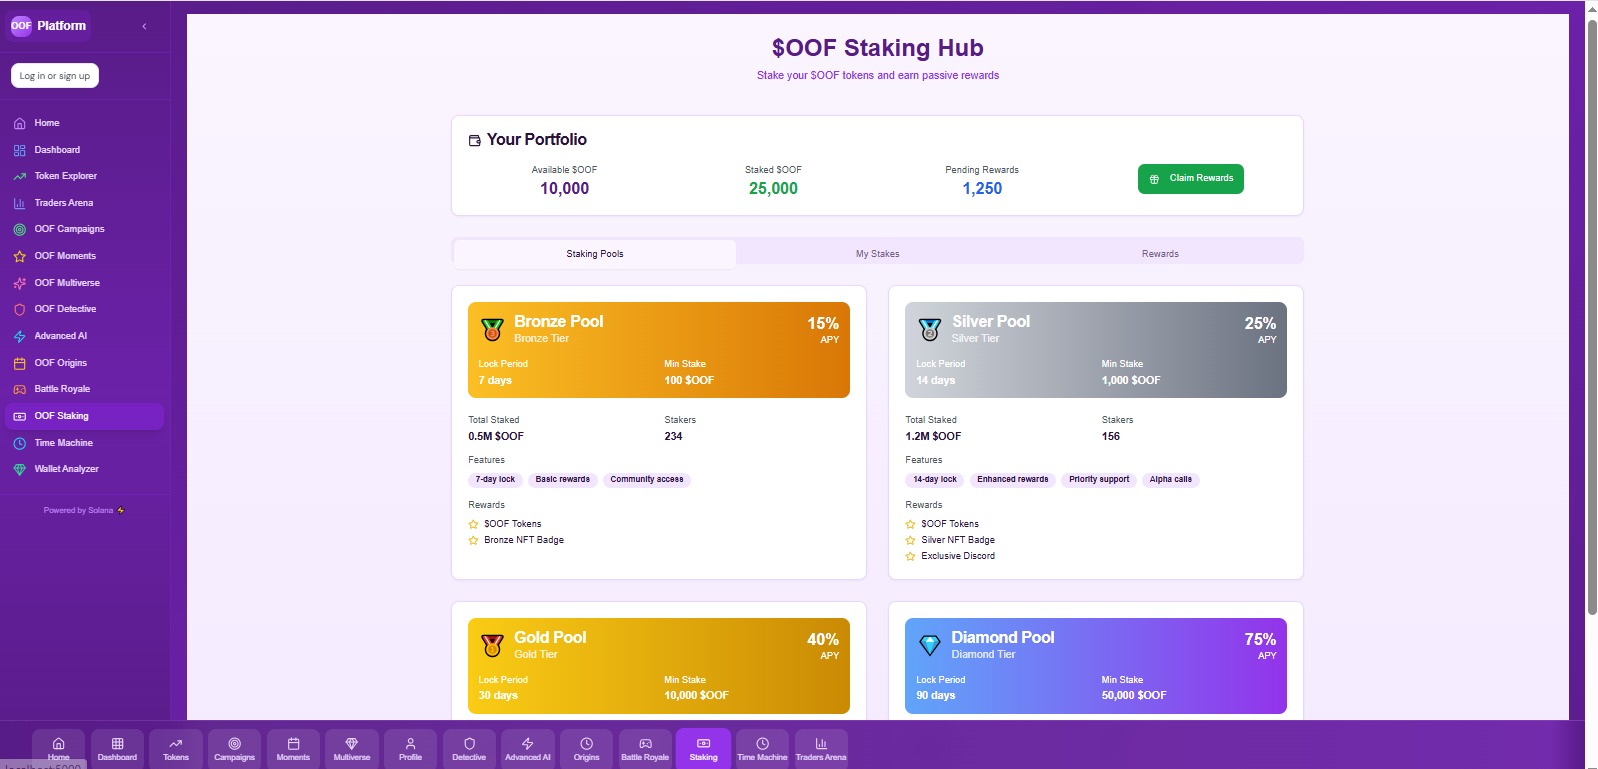 OOF Platform
Log in or sign up
Home
Dashboard
Token Explorer
Traders Arena
OOF Campaigns
OOF Moments
OOF Multiverse
OOF Detective
Advanced AI
OOF Origins
Battle Royale
OOF Staking
Time Machine
Wallet Analyzer
Powered by Solana
$OOF Staking Hub
Stake your $OOF tokens and earn passive rewards
Your Portfolio
Available $OOF Staked $OOF Pending Rewards
10,000 25,000 1,250
Claim Rewards
Staking Pools My Stakes Rewards
Bronze Pool
Bronze Tier
15%
APY
Lock Period Min Stake
7 days 100 $OOF
Total Staked Stakers
0.5M $OOF 234
Features
7-day lock Basic rewards Community access
Rewards
$OOF Tokens
Bronze NFT Badge
Silver Pool
Silver Tier
25%
APY
Lock Period Min Stake
14 days 1,000 $OOF
Total Staked Stakers
1.2M $OOF 156
Features
14-day lock Enhanced rewards Priority support Alpha calls
Rewards
$OOF Tokens
Silver NFT Badge
Exclusive Discord
Gold Pool
Gold Tier
40%
APY
Lock Period Min Stake
30 days 10,000 $OOF
Diamond Pool
Diamond Tier
75%
APY
Lock Period Min Stake
90 days 50,000 $OOF
Home Dashboard Tokens Campaigns Moments Multiverse Profile Detective Advanced AI Origins Battle Royale Staking Time Machine Traders Arena